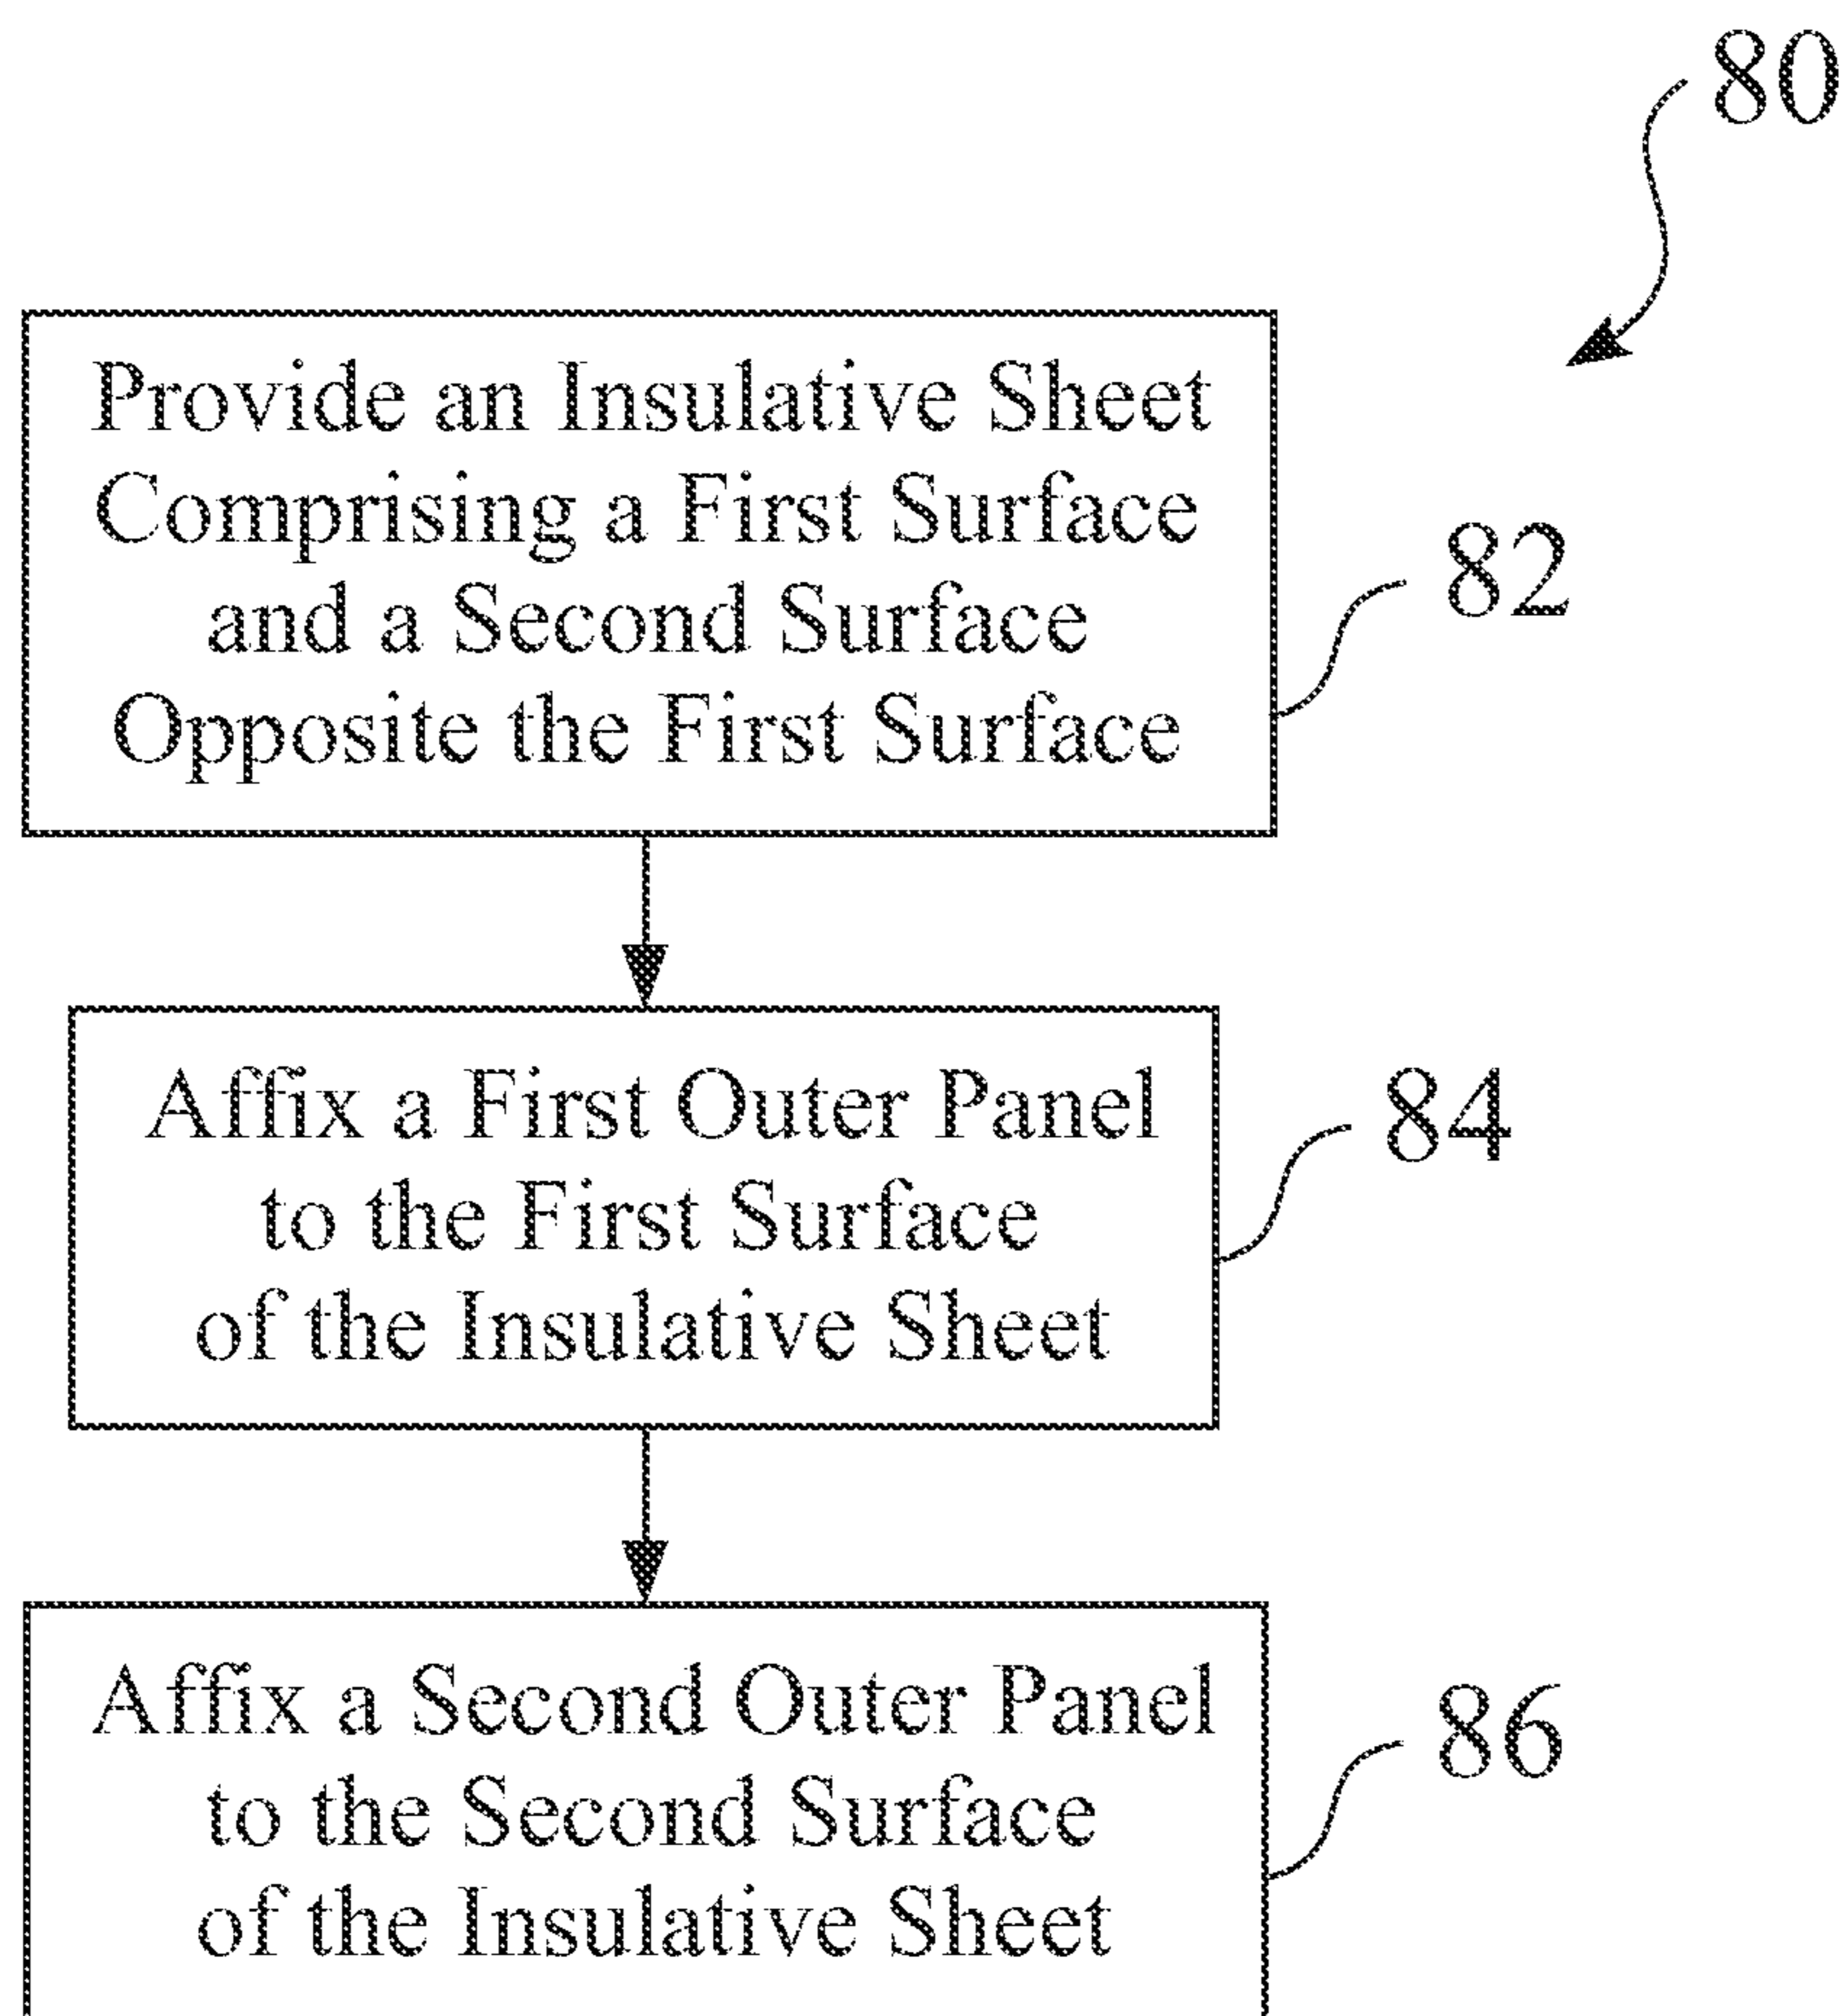 80
Provide an Insulative Sheet
Comprising a First Surface
and a Second Surface
Opposite the First Surface
82
Affix a First Outer Panel
to the First Surface
of the Insulative Sheet
84
Affix a Second Outer Panel
to the Second Surface
of the Insulative Sheet
86